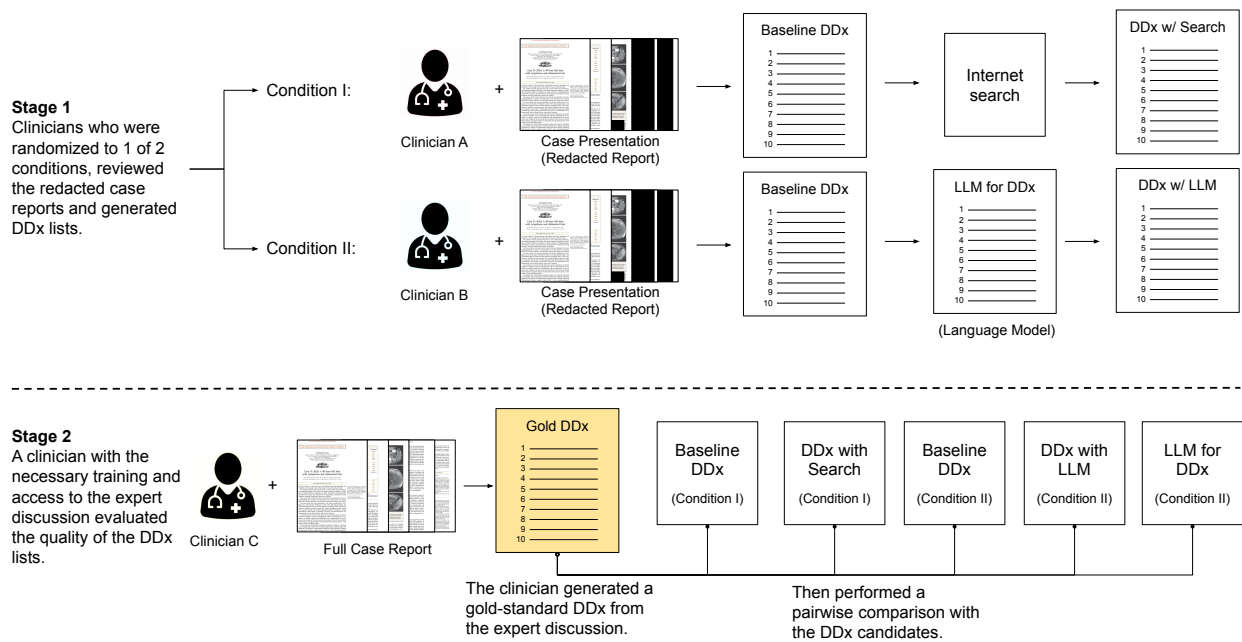 Stage 1
Clinicians who were
randomized to 1 of 2
conditions, reviewed
the redacted case
reports and generated
DDx lists.
Condition I:
Clinician A
+
Case Presentation
(Redacted Report)
Baseline DDx
1
2
3
4
5
6
7
8
9
10
Internet
search
DDx w/ Search
1
2
3
4
5
6
7
8
9
10
Condition II:
Clinician B
+
Case Presentation
(Redacted Report)
Baseline DDx
1
2
3
4
5
6
7
8
9
10
LLM for DDx
1
2
3
4
5
6
7
8
9
10
(Language Model)
DDx w/ LLM
1
2
3
4
5
6
7
8
9
10
Stage 2
A clinician with the
necessary training and
access to the expert
discussion evaluated
the quality of the DDx
lists.
Clinician C
+
Full Case Report
Gold DDx
1
2
3
4
5
6
7
8
9
10
Baseline
DDx
(Condition I)
DDx with
Search
(Condition I)
Baseline
DDx
(Condition II)
DDx with
LLM
(Condition II)
LLM for
DDx
(Condition II)
The clinician generated a
gold-standard DDx from
the expert discussion.
Then performed a
pairwise comparison with
the DDx candidates.